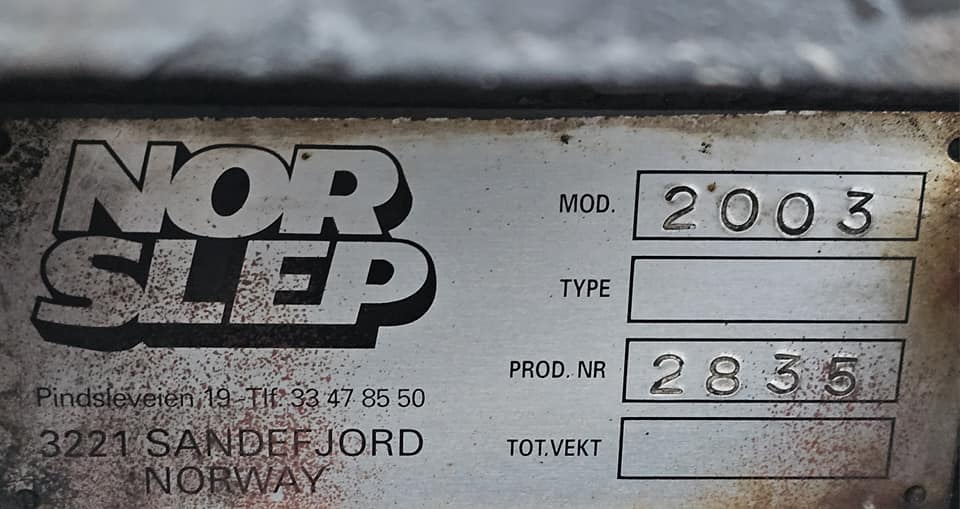 NOR
SLEP
Pindsleveien 19 - Tlf. 33 47 85 50
3221 SANDEFJORD
NORWAY
MOD. 2003
TYPE
PROD. NR 2835
TOT.VEKT